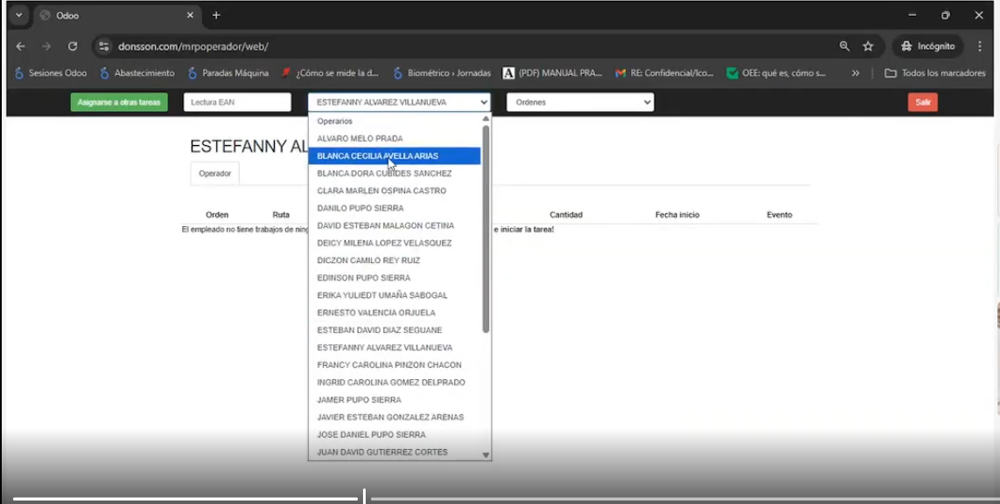 Odoo
donsson.com/mrpoperador/web/
Incógnito
Sesiones Odoo
Abastecimiento
Paradas Máquina
¿Cómo se mide la d...
Biométrico › Jornadas
(PDF) MANUAL PRA...
RE: Confidencial/Ico...
OEE: qué es, cómo s...
Todos los marcadores
Asignarse a otras tareas
Lectura EAN
ESTEFANNY ALVAREZ VILLANUEVA
Ordenes
Salir
ESTEFANNY AL
Operador
Orden
Ruta
Cantidad
Fecha inicio
Evento
El empleado no tiene trabajos de ning
e iniciar la tarea!
Operarios
ALVARO MELO PRADA
BLANCA CECILIA AVELLA ARIAS
BLANCA DORA CUBIDES SANCHEZ
CLARA MARLEN OSPINA CASTRO
DANILO PUPO SIERRA
DAVID ESTEBAN MALAGON CETINA
DEICY MILENA LOPEZ VELASQUEZ
DICZON CAMILO REY RUIZ
EDINSON PUPO SIERRA
ERIKA YULIEDT UMAÑA SABOGAL
ERNESTO VALENCIA ORJUELA
ESTEBAN DAVID DIAZ SEGUANE
ESTEFANNY ALVAREZ VILLANUEVA
FRANCY CAROLINA PINZON CHACON
INGRID CAROLINA GOMEZ DELPRADO
JAMER PUPO SIERRA
JAVIER ESTEBAN GONZALEZ ARENAS
JOSE DANIEL PUPO SIERRA
JUAN DAVID GUTIERREZ CORTES